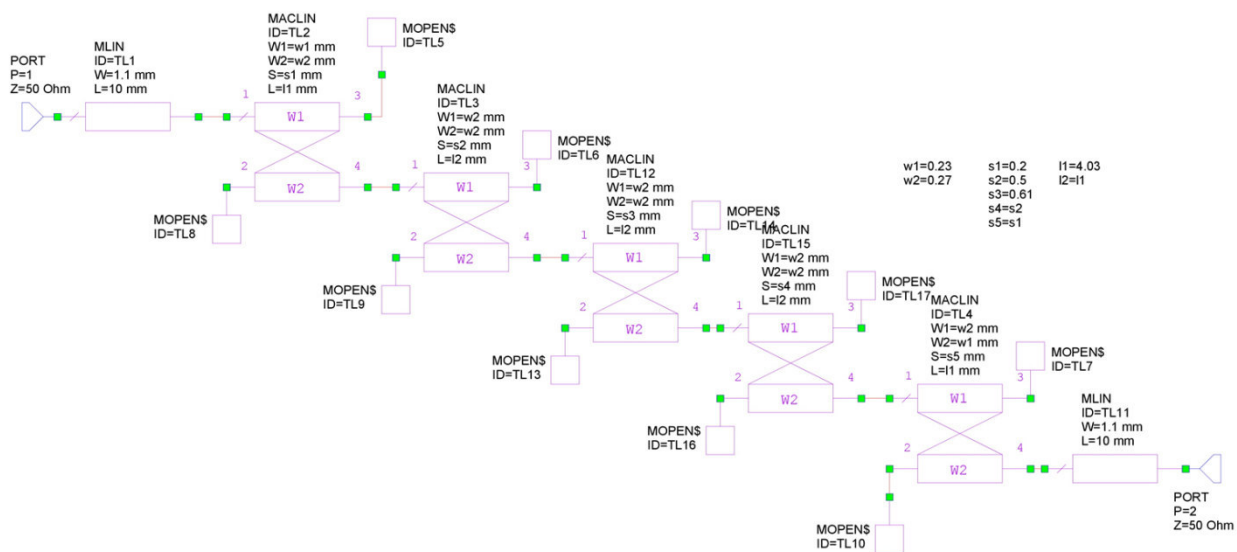 PORT
P=1
Z=50 Ohm
MLIN
ID=TL1
W=1.1 mm
L=10 mm
MACLIN
ID=TL2
W1=w1 mm
W2=w2 mm
S=s1 mm
L=l1 mm
1
3
W1
2
4
W2
MOPEN$
ID=TL5
MOPEN$
ID=TL8
MACLIN
ID=TL3
W1=w2 mm
W2=w2 mm
S=s2 mm
L=l2 mm
1
3
W1
2
4
W2
MOPEN$
ID=TL6
MOPEN$
ID=TL9
MACLIN
ID=TL12
W1=w2 mm
W2=w2 mm
S=s3 mm
L=l2 mm
1
3
W1
2
4
W2
MOPEN$
ID=TL14
MOPEN$
ID=TL13
MACLIN
ID=TL15
W1=w2 mm
W2=w2 mm
S=s4 mm
L=l2 mm
1
3
W1
2
4
W2
MOPEN$
ID=TL17
MOPEN$
ID=TL16
MACLIN
ID=TL4
W1=w2 mm
W2=w1 mm
S=s5 mm
L=l1 mm
1
3
W1
2
4
W2
MOPEN$
ID=TL7
MOPEN$
ID=TL10
MLIN
ID=TL11
W=1.1 mm
L=10 mm
PORT
P=2
Z=50 Ohm
w1=0.23 s1=0.2 l1=4.03
w2=0.27 s2=0.5 l2=l1
s3=0.61
s4=s2
s5=s1